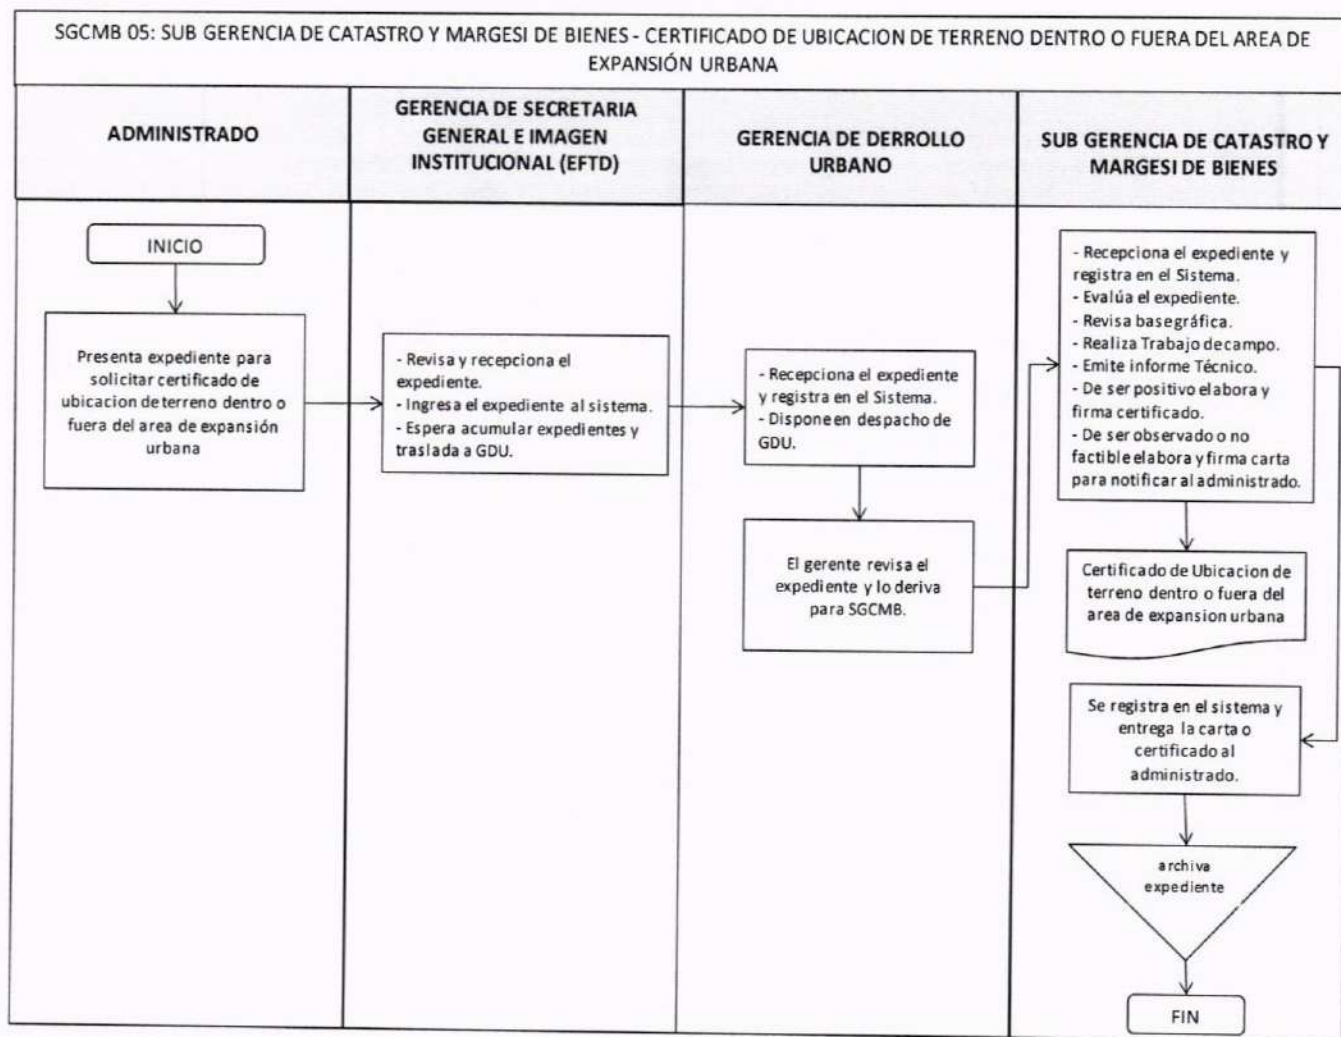 SGCMB 05: SUB GERENCIA DE CATASTRO Y MARGESI DE BIENES - CERTIFICADO DE UBICACION DE TERRENO DENTRO O FUERA DEL AREA DE
EXPANSIÓN URBANA
ADMINISTRADO
GERENCIA DE SECRETARIA
GENERAL E IMAGEN
INSTITUCIONAL (EFTD)
GERENCIA DE DERROLLO
URBANO
SUB GERENCIA DE CATASTRO Y
MARGESI DE BIENES
INICIO
Presenta expediente para
solicitar certificado de
ubicacion de terreno dentro o
fuera del area de expansión
urbana
- Revisa y recepciona el
expediente.
- Ingresa el expediente al sistema.
- Espera acumular expedientes y
traslada a GDU.
- Recepciona el expediente
y registra en el Sistema.
- Dispone en despacho de
GDU.
El gerente revisa el
expediente y lo deriva
para SGCMB.
- Recepciona el expediente y
registra en el Sistema.
- Evalúa el expediente.
- Revisa base gráfica.
- Realiza Trabajo de campo.
- Emite informe Técnico.
- De ser positivo elabora y
firma certificado.
- De ser observado o no
factible elabora y firma carta
para notificar al administrado.
Certificado de Ubicacion de
terreno dentro o fuera del
area de expansion urbana
Se registra en el sistema y
entrega la carta o
certificado al
administrado.
archiva
expediente
FIN